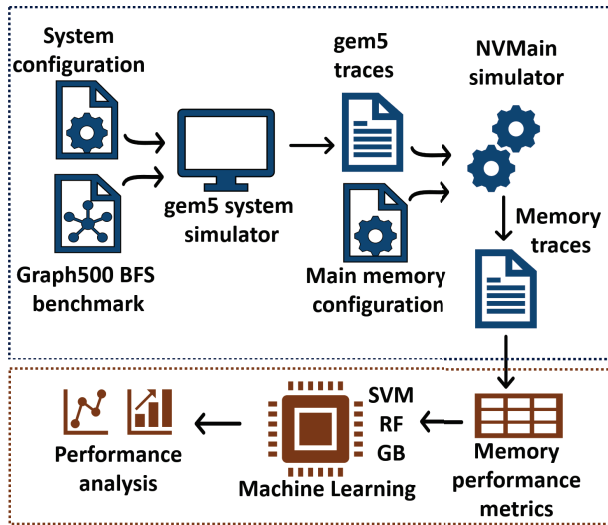 System
configuration
gem5
traces
NVMain
simulator
gem5 system
simulator
Graph500 BFS
benchmark
Main memory
configuration
Memory
traces
SVM
RF
GB
Performance
analysis
Machine Learning
Memory
performance
metrics